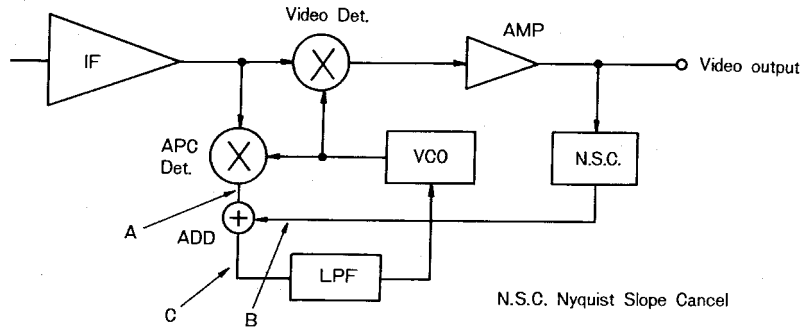 Video Det.
AMP
IF
Video output
APC
Det.
VCO
N.S.C.
A
ADD
LPF
C
B
N.S.C. Nyquist Slope Cancel